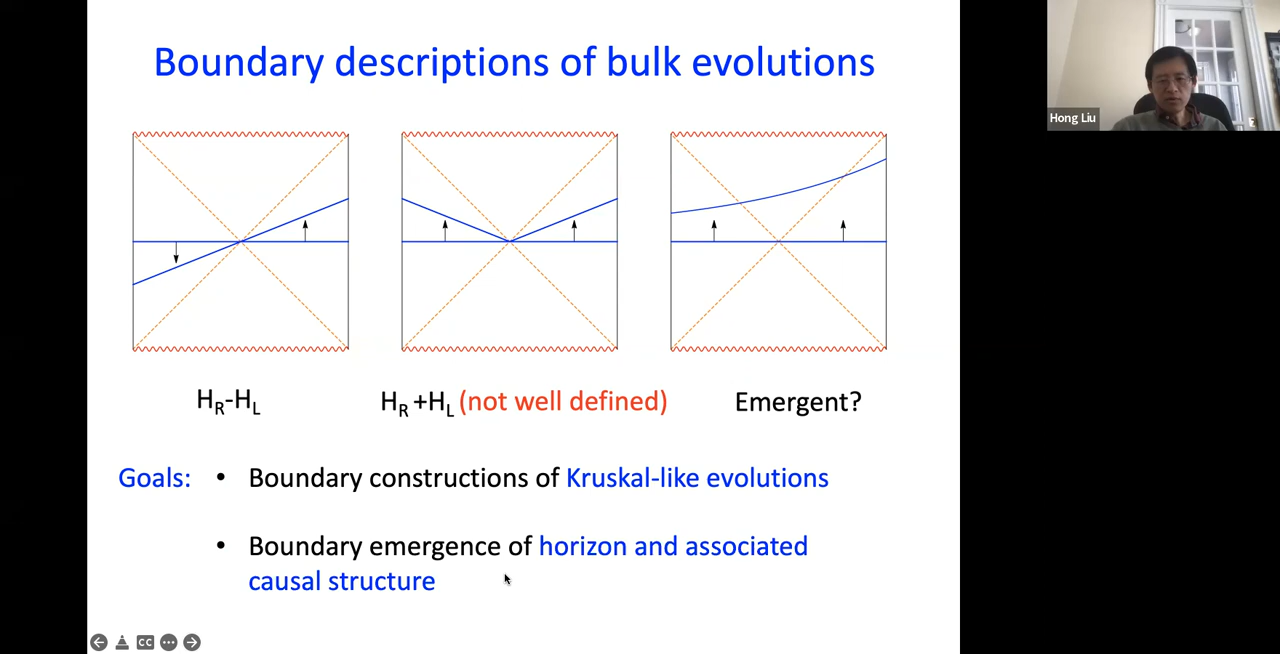 Boundary descriptions of bulk evolutions
Hong Liu
H_R-H_L
H_R +H_L (not well defined)
Emergent?
Goals: • Boundary constructions of Kruskal-like evolutions
• Boundary emergence of horizon and associated
causal structure
CC